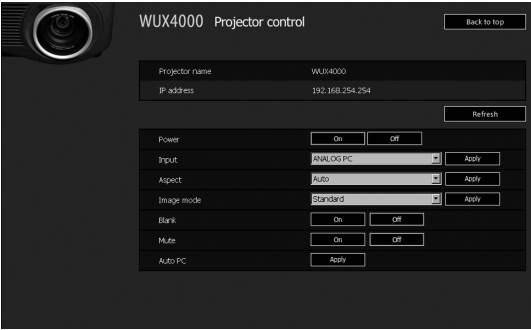 WUX4000 Projector control Back to top
Projector name WUX4000
IP address 192.168.254.254
Refresh
Power On Off
Input ANALOG PC Apply
Aspect Auto Apply
Image mode Standard Apply
Blank On Off
Mute On Off
Auto PC Apply